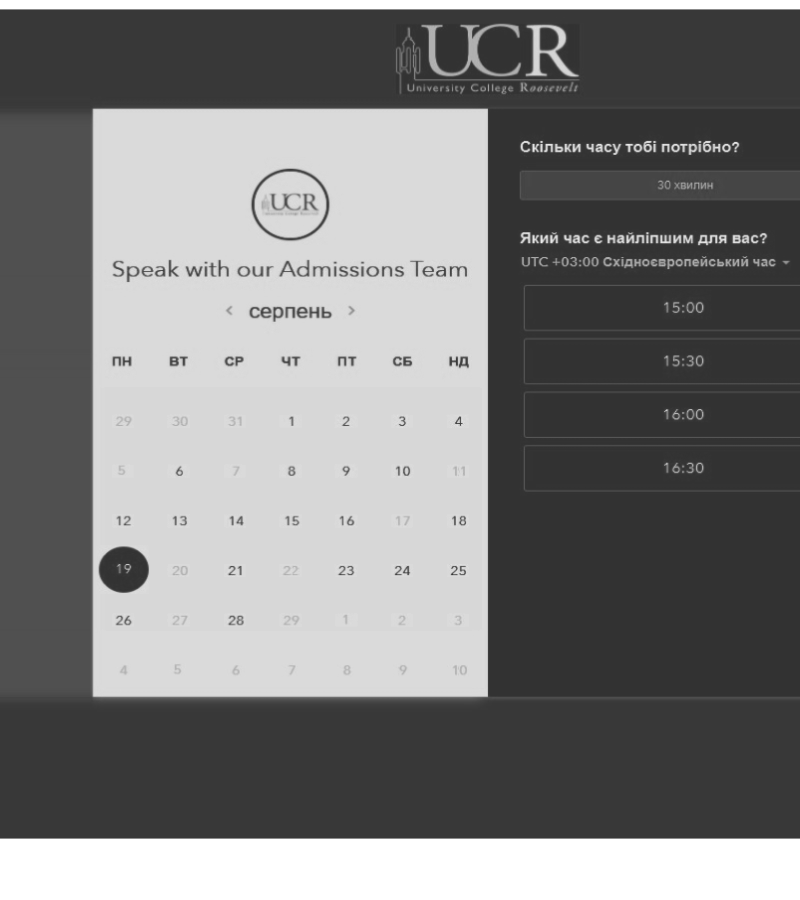 UCR
University College Roosevelt
UCR
Speak with our Admissions Team
< серпень >
ПН ВТ СР ЧТ ПТ СБ НД
29 30 31 1 2 3 4
5 6 7 8 9 10 11
12 13 14 15 16 17 18
19 20 21 22 23 24 25
26 27 28 29 1 2 3
4 5 6 7 8 9 10
Скільки часу тобі потрібно?
30 хвилин
Який час є найліпшим для вас?
UTC +03:00 Східноєвропейський час
15:00
15:30
16:00
16:30